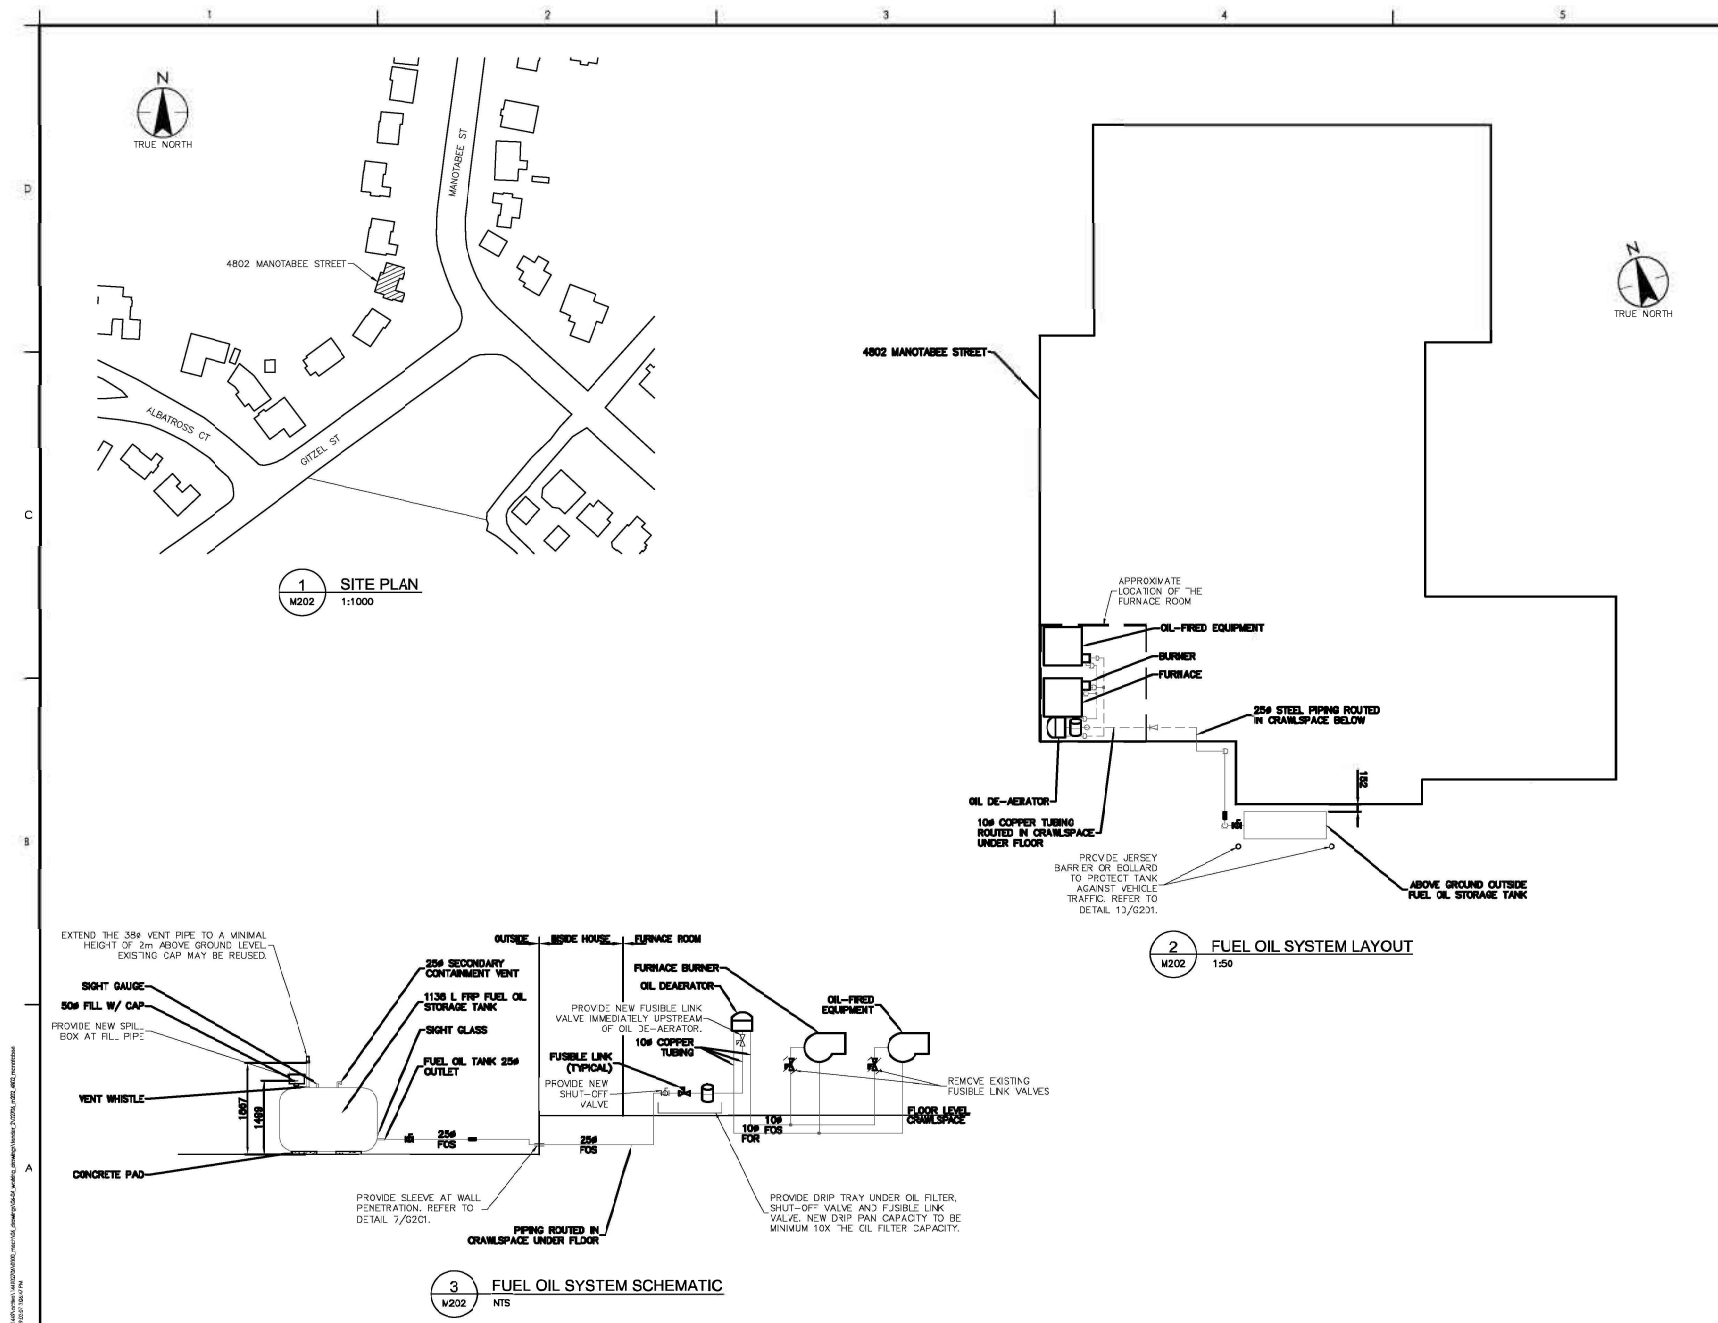 1
2
3
4
5
D
C
B
A
N
TRUE NORTH
MANOTABEE ST
4802 MANOTABEE STREET
ALBATROSS CT
GITZEL ST
1
M202
SITE PLAN
1:1000
N
TRUE NORTH
4802 MANOTABEE STREET
APPROXIMATE
LOCATION OF THE
FURNACE ROOM
OIL-FIRED EQUIPMENT
BURNER
FURNACE
25ø STEEL PIPING ROUTED
IN CRAWLSPACE BELOW
152
OIL DE-AERATOR
10ø COPPER TUBING
ROUTED IN CRAWLSPACE
UNDER FLOOR
PROVIDE JERSEY
BARRIER OR BOLLARD
TO PROTECT TANK
AGAINST VEHICLE
TRAFFIC. REFER TO
DETAIL 10/G201.
ABOVE GROUND OUTSIDE
FUEL OIL STORAGE TANK
2
M202
FUEL OIL SYSTEM LAYOUT
1:50
EXTEND THE 38ø VENT PIPE TO A MINIMAL
HEIGHT OF 2m ABOVE GROUND LEVEL
EXISTING CAP MAY BE REUSED.
SIGHT GAUGE
50ø FILL W/ CAP
PROVIDE NEW SPILL
BOX AT FILL PIPE
VENT WHISTLE
1667
1499
CONCRETE PAD
25ø SECONDARY
CONTAINMENT VENT
1136 L FRP FUEL OIL
STORAGE TANK
SIGHT GLASS
FUEL OIL TANK 25ø
OUTLET
OUTSIDE
INSIDE HOUSE
FURNACE ROOM
FURNACE BURNER
OIL DEAERATOR
PROVIDE NEW FUSIBLE LINK
VALVE IMMEDIATELY UPSTREAM
OF OIL DE-AERATOR.
10ø COPPER
TUBING
FUSIBLE LINK
(TYPICAL)
PROVIDE NEW
SHUT-OFF
VALVE
OIL-FIRED
EQUIPMENT
REMOVE EXISTING
FUSIBLE LINK VALVES
FLOOR LEVEL
CRAWLSPACE
25ø
FOS
25ø
FOS
10ø
FOR
10ø
FOS
PROVIDE SLEEVE AT WALL
PENETRATION. REFER TO
DETAIL 7/G201.
PIPING ROUTED IN
CRAWLSPACE UNDER FLOOR
PROVIDE DRIP TRAY UNDER OIL FILTER,
SHUT-OFF VALVE AND FUSIBLE LINK
VALVE. NEW DRIP PAN CAPACITY TO BE
MINIMUM 10X THE OIL FILTER CAPACITY.
3
M202
FUEL OIL SYSTEM SCHEMATIC
NTS